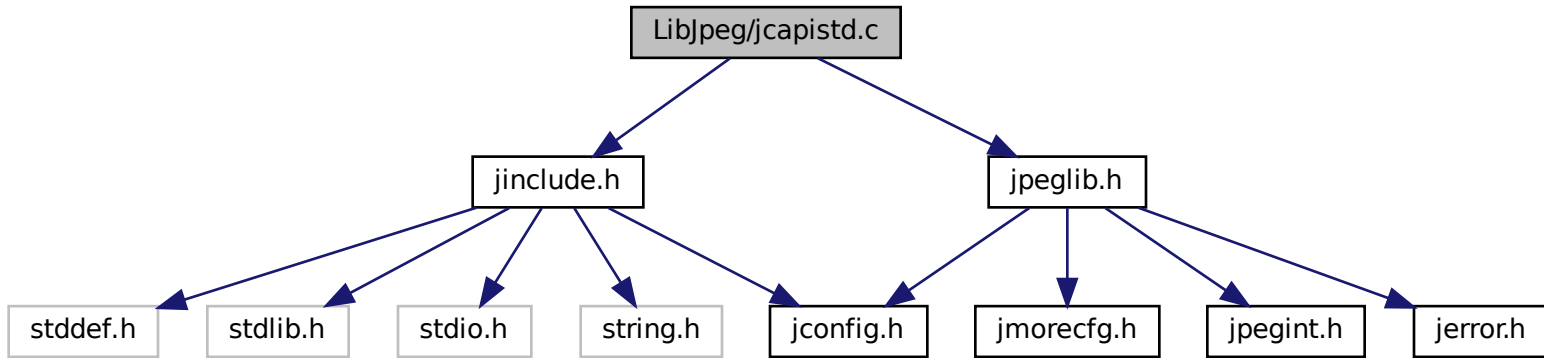 LibJpeg/jcapistd.c
jinclude.h
jpeglib.h
stddef.h
stdlib.h
stdio.h
string.h
jconfig.h
jmorecfg.h
jpegint.h
jerror.h